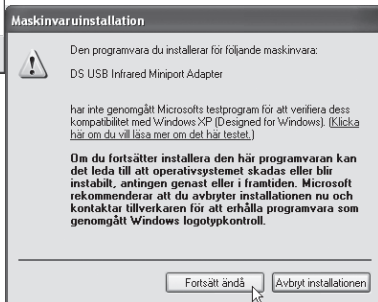 Maskinvaruinstallation
Den programvara du installerar för följande maskinvara:
DS USB Infrared Miniport Adapter
har inte genomgått Microsofts testprogram för att verifiera dess
kompatibilitet med Windows XP (Designed for Windows). (Klicka
här om du vill läsa mer om det här testet.)
Om du fortsätter installera den här programvaran kan
det leda till att operativsystemet skadas eller blir
instabilt, antingen genast eller i framtiden. Microsoft
rekommenderar att du avbryter installationen nu och
kontaktar tillverkaren för att erhålla programvara som
genomgått Windows logotypkontroll.
Fortsätt ändå Avbryt installationen